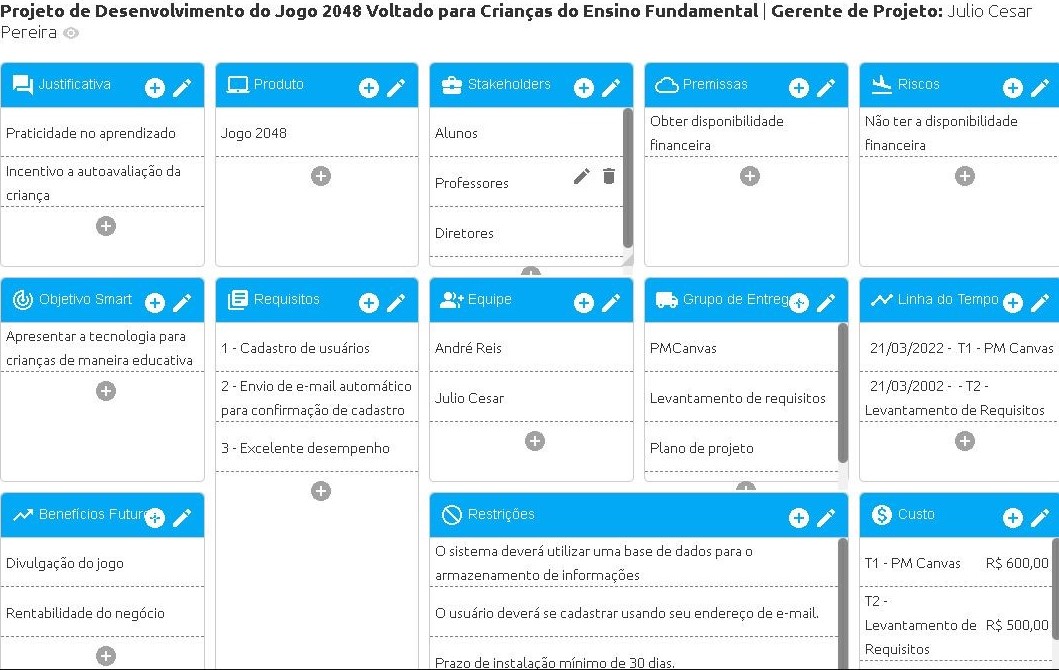 Projeto de Desenvolvimento do Jogo 2048 Voltado para Crianças do Ensino Fundamental | Gerente de Projeto: Julio Cesar
Pereira
Justificativa
Praticidade no aprendizado
Incentivo a autoavaliação da
criança
Produto
Jogo 2048
Stakeholders
Alunos
Professores
Diretores
Premissas
Obter disponibilidade
financeira
Riscos
Não ter a disponibilidade
financeira
Objetivo Smart
Apresentar a tecnologia para
crianças de maneira educativa
Requisitos
1 - Cadastro de usuários
2 - Envio de e-mail automático
para confirmação de cadastro
3 - Excelente desempenho
Equipe
André Reis
Julio Cesar
Grupo de Entreg
PMCanvas
Levantamento de requisitos
Plano de projeto
Linha do Tempo
21/03/2022 - T1 - PM Canvas
21/03/2002 - - T2 -
Levantamento de Requisitos
Benefícios Futur
Divulgação do jogo
Rentabilidade do negócio
Restrições
O sistema deverá utilizar uma base de dados para o
armazenamento de informações
O usuário deverá se cadastrar usando seu endereço de e-mail.
Prazo de instalação mínimo de 30 dias.
Custo
T1 - PM Canvas R$ 600,00
T2 -
Levantamento de R$ 500,00
Requisitos